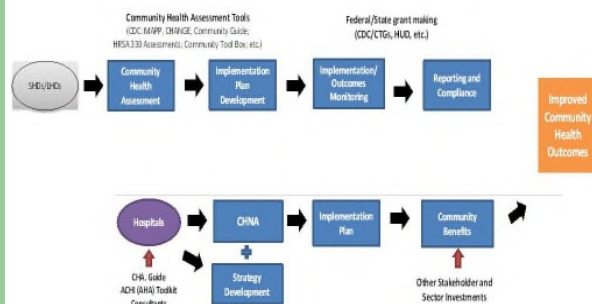 Community Health Assessment Tools
(CDC: MAPP, CHANGE, Community Guide;
HRSA 330 Assessments; Community Tool Box; etc.)
Federal/State grant making
(CDC/CTGs, HUD, etc.)
SHDs/LHDs
Community
Health
Assessment
Implementation
Plan
Development
Implementation/
Outcomes
Monitoring
Reporting and
Compliance
Improved
Community
Health
Outcomes
Hospitals
CHNA
Implementation
Plan
Community
Benefits
Strategy
Development
CHA, Guide
ACHI (AHA) Toolkit
Consultants
Other Stakeholder and
Sector Investments